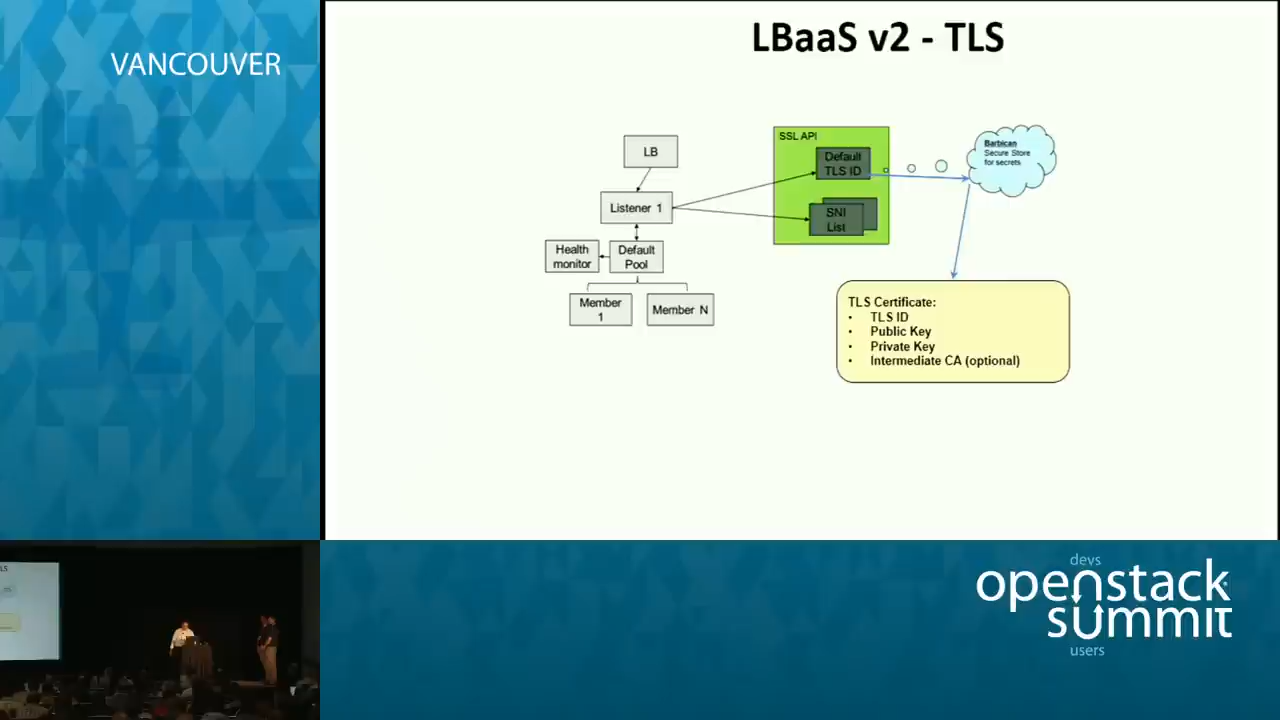 VANCOUVER
LBaaS v2 - TLS
LB
Listener 1
Health
monitor
Default
Pool
Member
1
Member N
SSL API
Default
TLS ID
SNI
List
Barbican
Secure Store
for secrets
TLS Certificate:
• TLS ID
• Public Key
• Private Key
• Intermediate CA (optional)
devs
openstack
summit
users